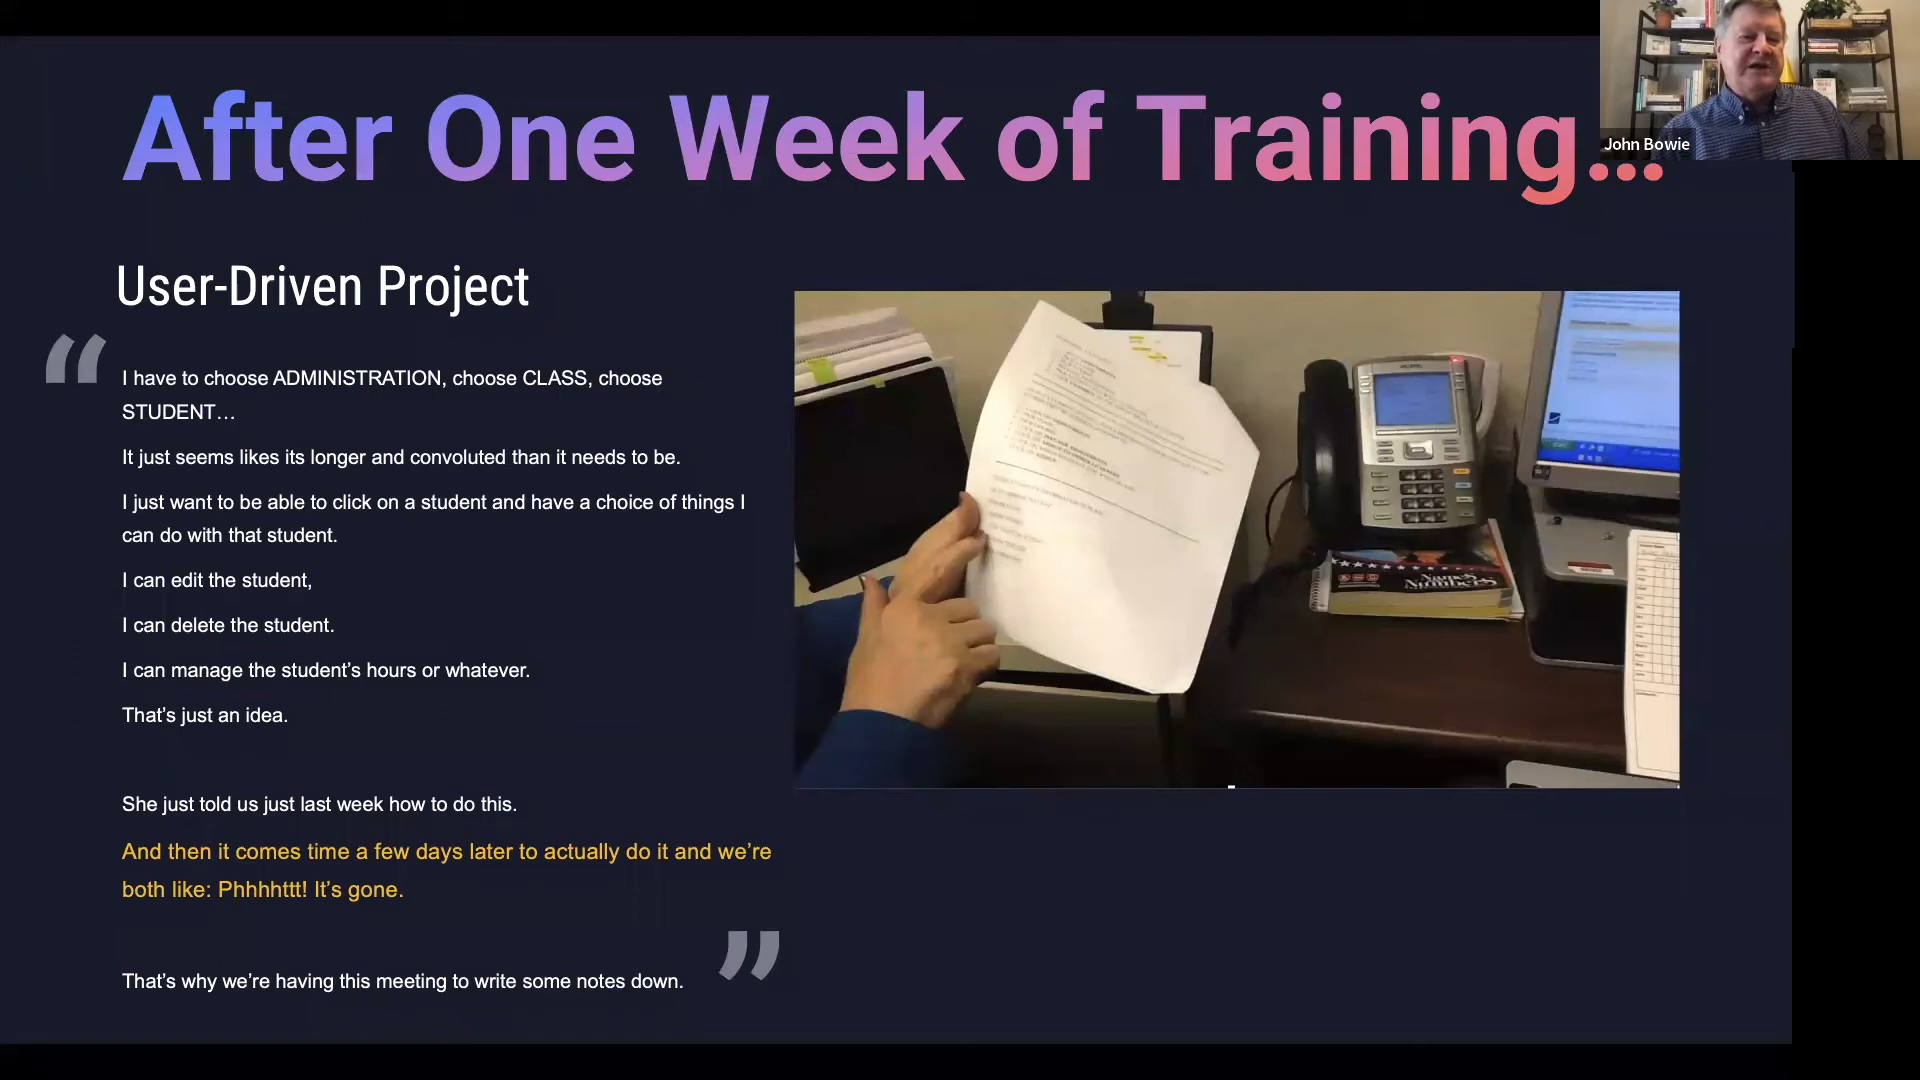 After One Week of Training...
John Bowie
User-Driven Project
“
I have to choose ADMINISTRATION, choose CLASS, choose
STUDENT…
It just seems likes its longer and convoluted than it needs to be.
I just want to be able to click on a student and have a choice of things I
can do with that student.
I can edit the student,
I can delete the student.
I can manage the student’s hours or whatever.
That’s just an idea.
She just told us just last week how to do this.
And then it comes time a few days later to actually do it and we’re
both like: Phhhhttt! It’s gone.
That’s why we’re having this meeting to write some notes down.
”
Names
Numbers